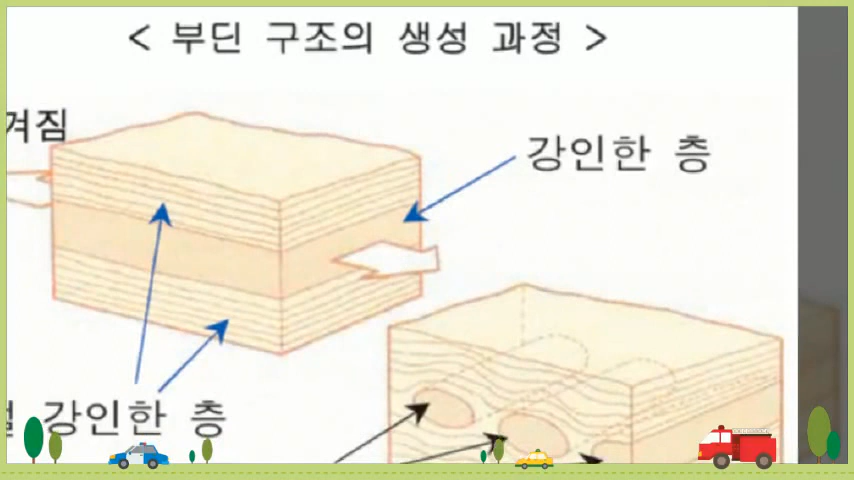 < 부딘 구조의 생성 과정 >
겨짐
강인한 층
강인한 층